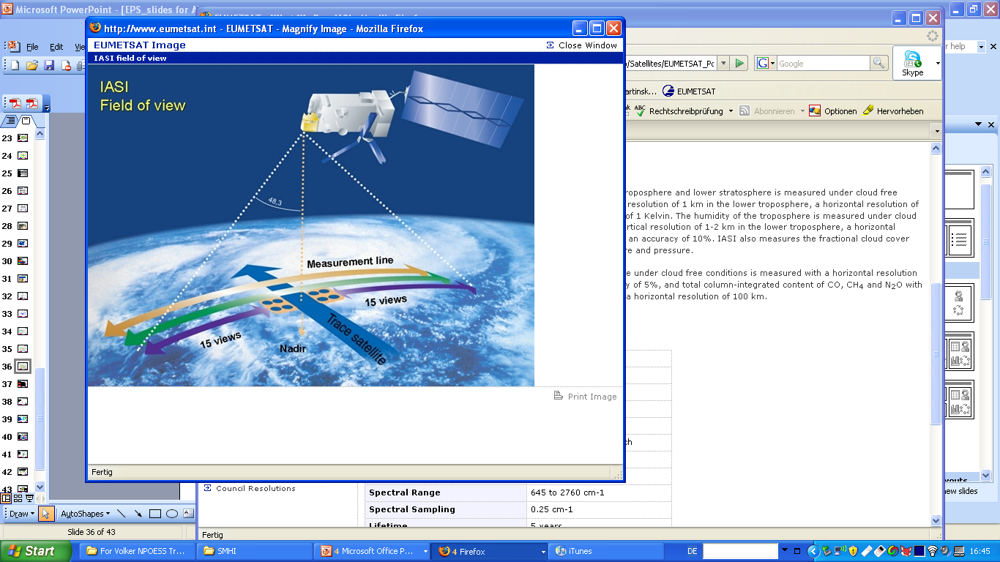 Microsoft PowerPoint - [EPS_slides for A
http://www.eumetsat.int - EUMETSAT - Magnify Image - Mozilla Firefox
EUMETSAT Image
Close Window
IASI field of view
IASI
Field of view
48,3
Measurement line
15 views
15 views
Nadir
Trace satellite
Print Image
Fertig
File Edit
r help
/Satelites/EUMETSAT_Pc
Google
Skype
artinsk... EUMETSAT
ABC Rechtschreibprüfung Abonnieren Optionen Hervorheben
roposphere and lower stratosphere is measured under cloud free
resolution of 1 km in the lower troposphere, a horizontal resolution of
of 1 Kelvin. The humidity of the troposphere is measured under cloud
rtical resolution of 1-2 km in the lower troposphere, a horizontal
an accuracy of 10%. IASI also measures the fractional cloud cover
re and pressure.
e under cloud free conditions is measured with a horizontal resolution
y of 5%, and total column-integrated content of CO, CH4 and N2O with
a horizontal resolution of 100 km.
ch
Council Resolutions
Spectral Range 645 to 2760 cm-1
Spectral Sampling 0.25 cm-1
Lifetime 5 years
Fertig
ew slides
23
24
25
26
27
28
29
30
31
32
33
34
35
36
37
38
39
40
41
42
43
Draw AutoShapes
Slide 36 of 43
Start For Volker NPOESS Tr... SMHI 4 Microsoft Office P... 4 Firefox iTunes DE 16:45